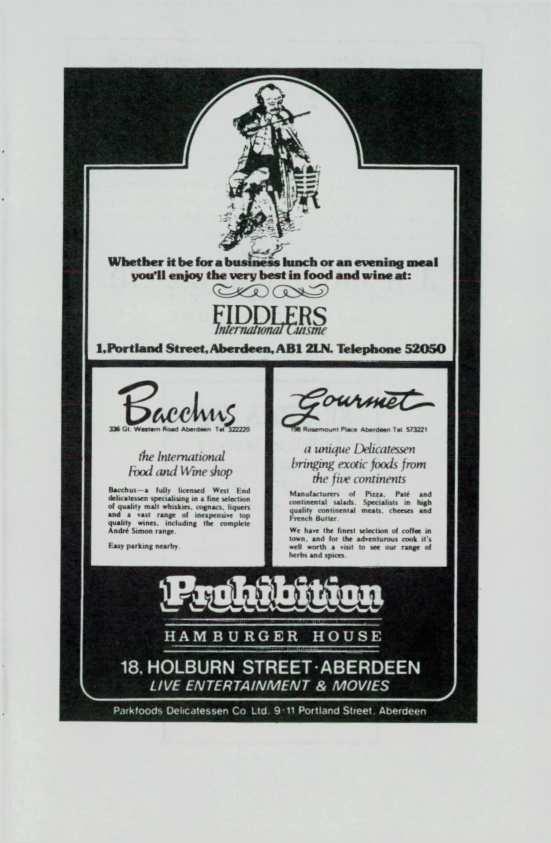 Whether it be for a business lunch or an evening meal
you'll enjoy the very best in food and wine at:
FIDDLERS
International Cuisine
1, Portland Street, Aberdeen, AB1 2LN. Telephone 52050
Bacchus
336 Gt. Western Road Aberdeen Tel. 322220
the International
Food and Wine shop
Bacchus—a fully licensed West End
delicatessen specialising in a fine selection
of quality malt whiskies, cognacs, liquers
and a vast range of inexpensive top
quality wines, including the complete
André Simon range.
Easy parking nearby.
Gourmet
Rosemount Place Aberdeen Tel. 573221
a unique Delicatessen
bringing exotic foods from
the five continents
Manufacturers of Pizza, Paté and
continental salads. Specialists in high
quality continental meats, cheeses and
French Butter.
We have the finest selection of coffee in
town, and for the adventurous cook it's
well worth a visit to see our range of
herbs and spices.
Prohibition
HAMBURGER HOUSE
18, HOLBURN STREET·ABERDEEN
LIVE ENTERTAINMENT & MOVIES
Parkfoods Delicatessen Co Ltd. 9-11 Portland Street, Aberdeen